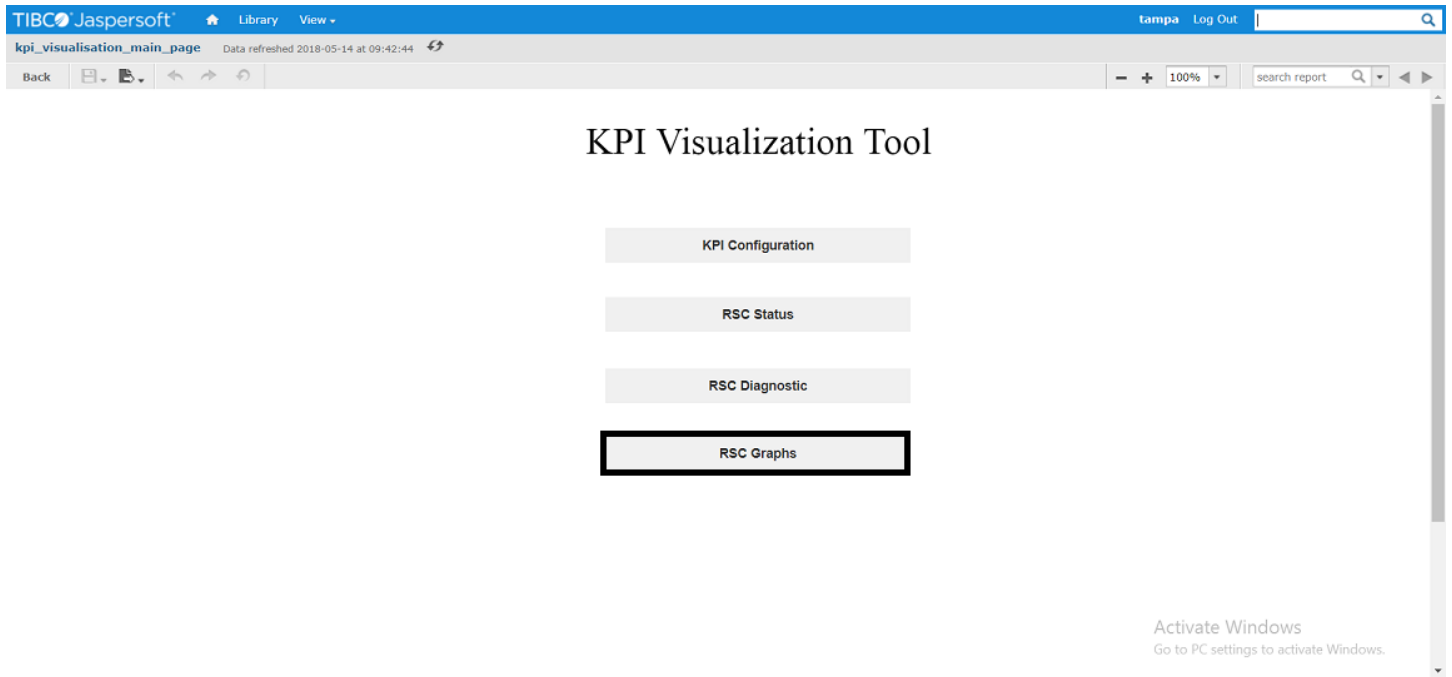 TIBCO Jaspersoft Library View tampa Log Out
kpi_visualisation_main_page Data refreshed 2018-05-14 at 09:42:44
Back 100% search report
KPI Visualization Tool
KPI Configuration
RSC Status
RSC Diagnostic
RSC Graphs
Activate Windows
Go to PC settings to activate Windows.